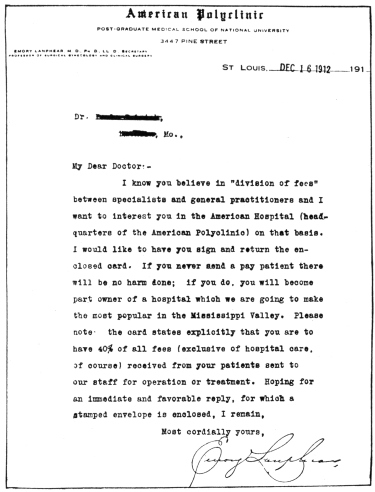 American Polyclinic
POST-GRADUATE MEDICAL SCHOOL OF NATIONAL UNIVERSITY
3447 PINE STREET
EMORY LANPHEAR M. D. PH. D., LL. D. SECRETARY
PROFESSOR OF SURGICAL GYNECOLOGY AND CLINICAL SURGERY
ST LOUIS, DEC 16 1912 191
Dr.
Mo.,
My Dear Doctor:-
I know you believe in "division of fees"
between specialists and general practitioners and I
want to interest you in the American Hospital (head-
quarters of the American Polyclinic) on that basis.
I would like to have you sign and return the en-
closed card. If you never send a pay patient there
will be no harm done; if you do, you will become
part owner of a hospital which we are going to make
the most popular in the Mississippi Valley. Please
note the card states explicitly that you are to
have 40% of all fees (exclusive of hospital care,
of course) received from your patients sent to
our staff for operation or treatment. Hoping for
an immediate and favorable reply, for which a
stamped envelope is enclosed, I remain,
Most cordially yours,
Emory Lanphear